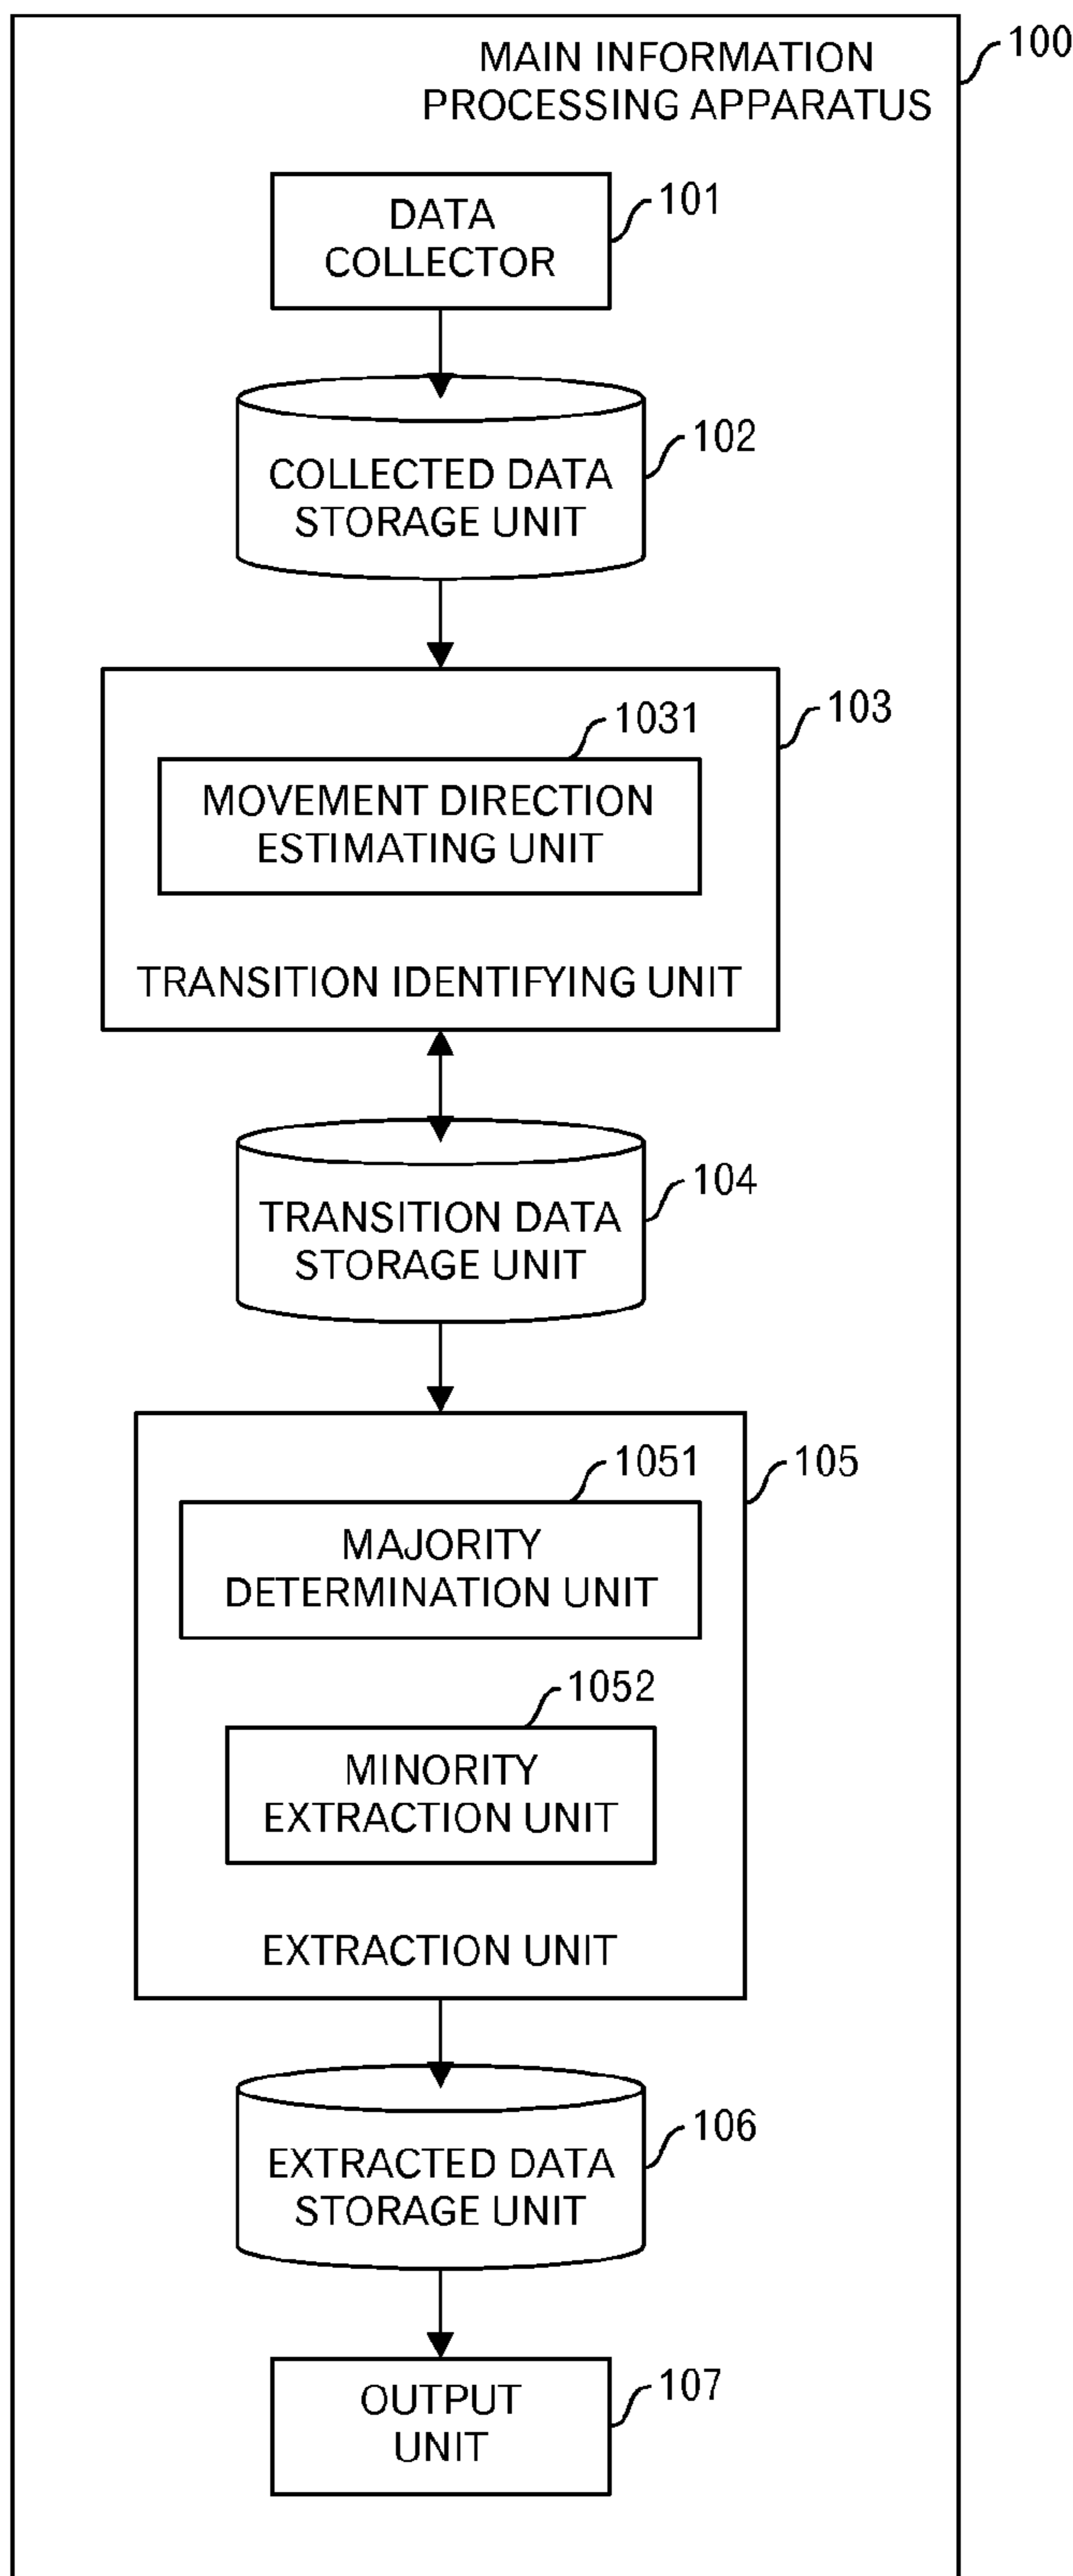 MAIN INFORMATION
PROCESSING APPARATUS
100
DATA
COLLECTOR
101
COLLECTED DATA
STORAGE UNIT
102
103
1031
MOVEMENT DIRECTION
ESTIMATING UNIT
TRANSITION IDENTIFYING UNIT
TRANSITION DATA
STORAGE UNIT
104
105
1051
MAJORITY
DETERMINATION UNIT
1052
MINORITY
EXTRACTION UNIT
EXTRACTION UNIT
EXTRACTED DATA
STORAGE UNIT
106
OUTPUT
UNIT
107